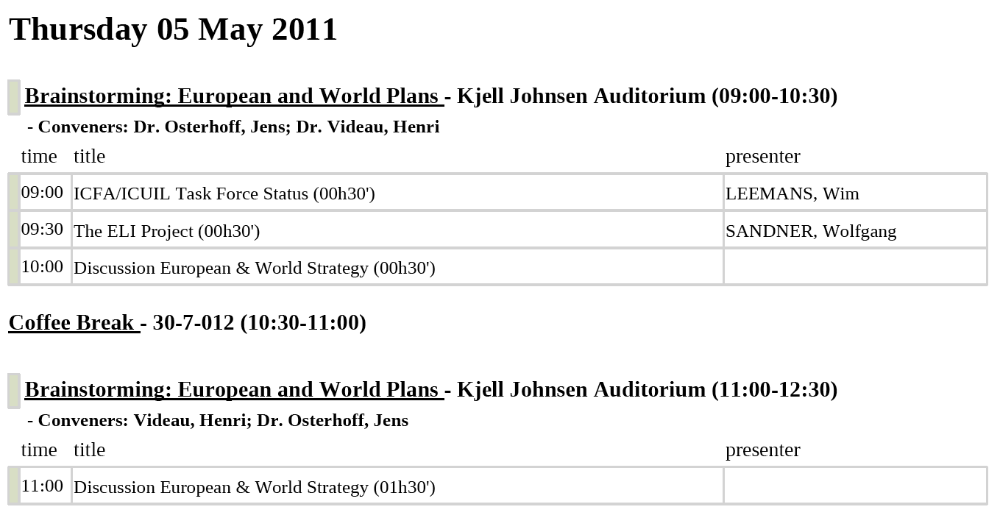 Thursday 05 May 2011
Brainstorming: European and World Plans - Kjell Johnsen Auditorium (09:00-10:30)
- Conveners: Dr. Osterhoff, Jens; Dr. Videau, Henri
time title presenter
09:00 ICFA/ICUIL Task Force Status (00h30') LEEMANS, Wim
09:30 The ELI Project (00h30') SANDNER, Wolfgang
10:00 Discussion European & World Strategy (00h30')
Coffee Break - 30-7-012 (10:30-11:00)
Brainstorming: European and World Plans - Kjell Johnsen Auditorium (11:00-12:30)
- Conveners: Videau, Henri; Dr. Osterhoff, Jens
time title presenter
11:00 Discussion European & World Strategy (01h30')